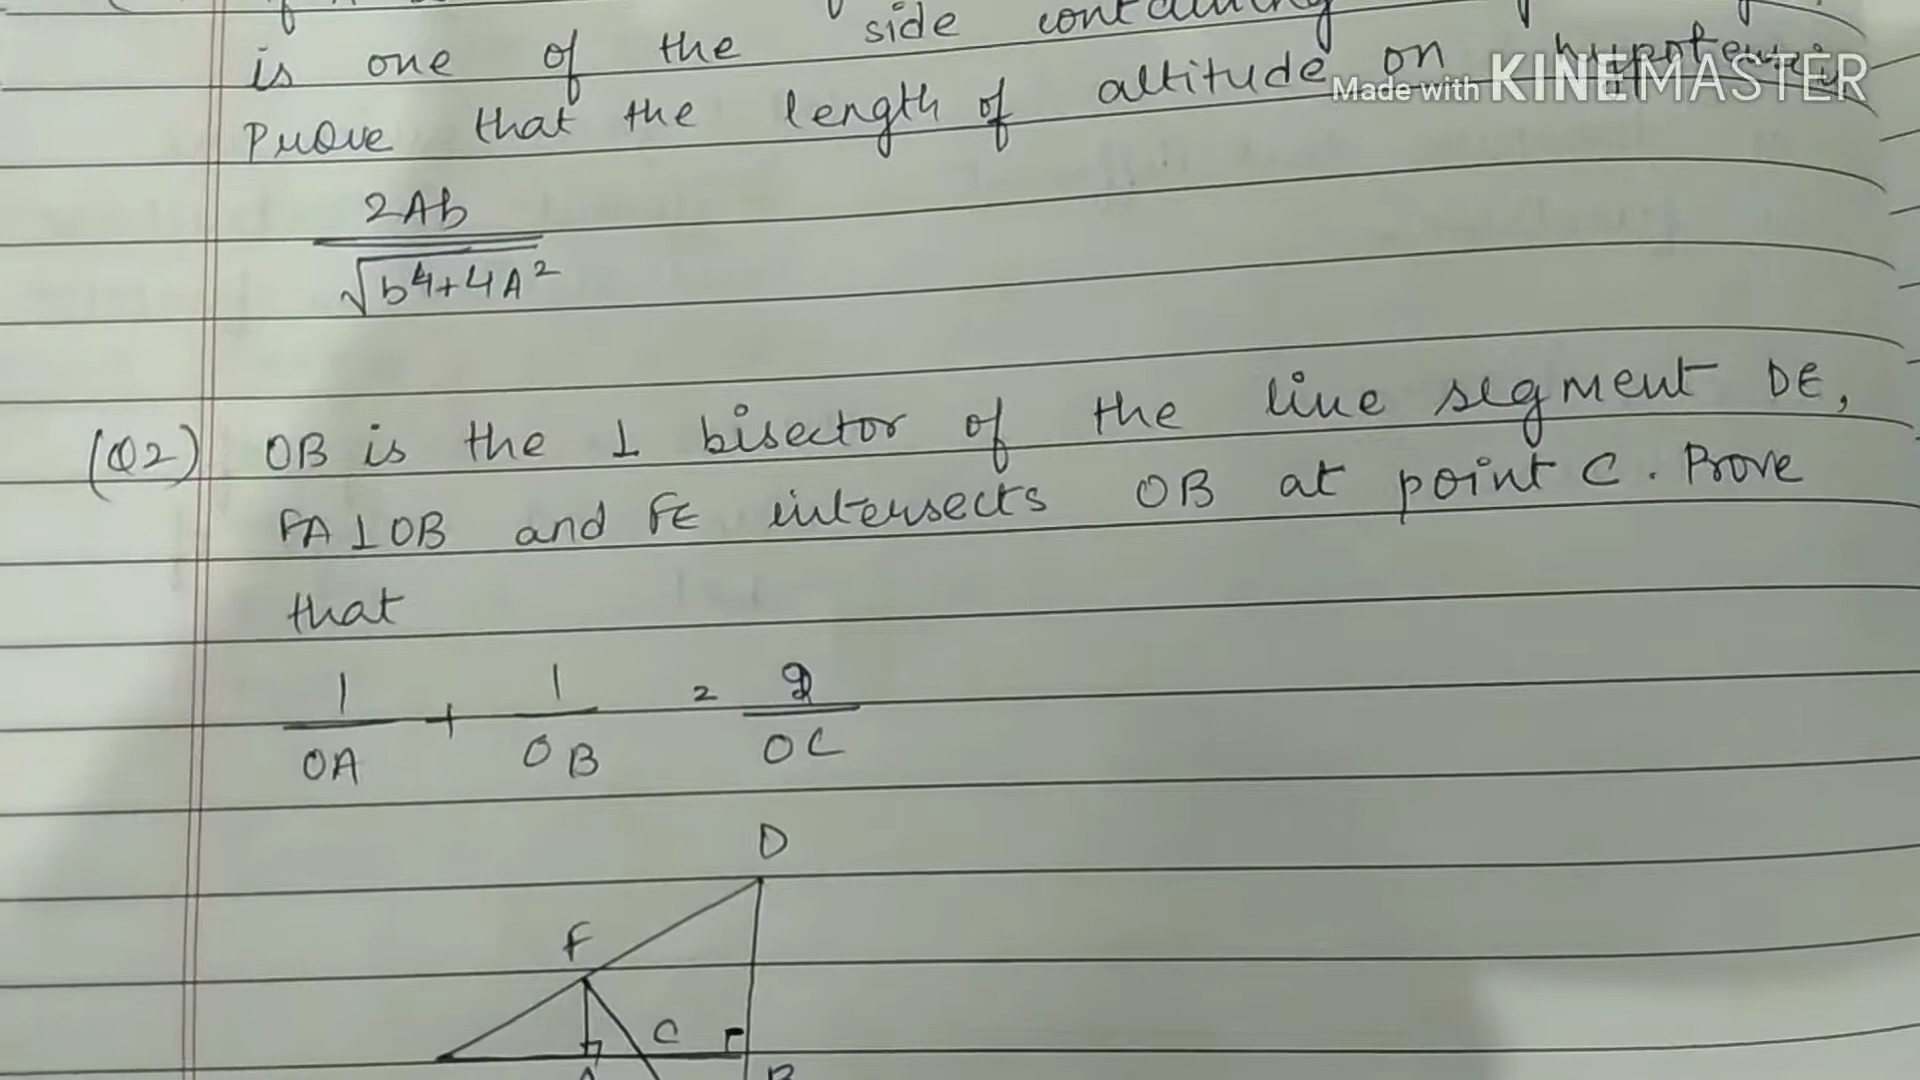 side
is one of the
Prove that the length of altitude on
Made with KINEMASTER
2Ab
√b⁴+4A²
(Q2) OB is the ⊥ bisector of the line segment DE,
FA⊥OB and FE intersects OB at point C. Prove
that
1 + 1 = 2
OA OB OC
D
F
C
B